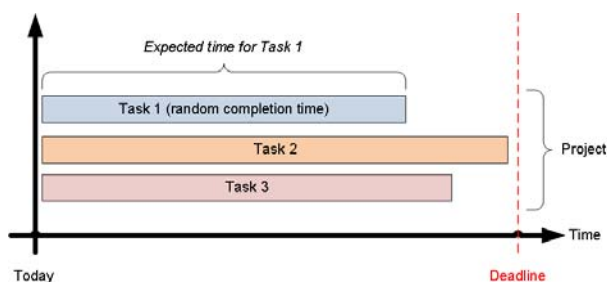 Expected time for Task 1
Task 1 (random completion time)
Task 2
Task 3
Project
Time
Today
Deadline